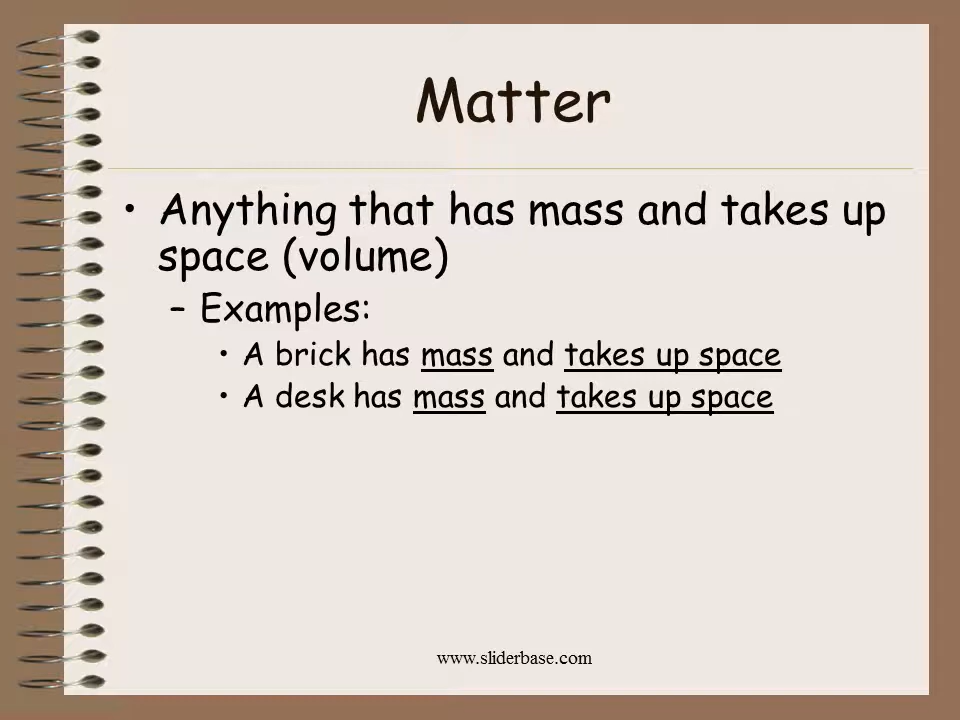 Matter
• Anything that has mass and takes up
space (volume)
– Examples:
• A brick has mass and takes up space
• A desk has mass and takes up space
www.sliderbase.com